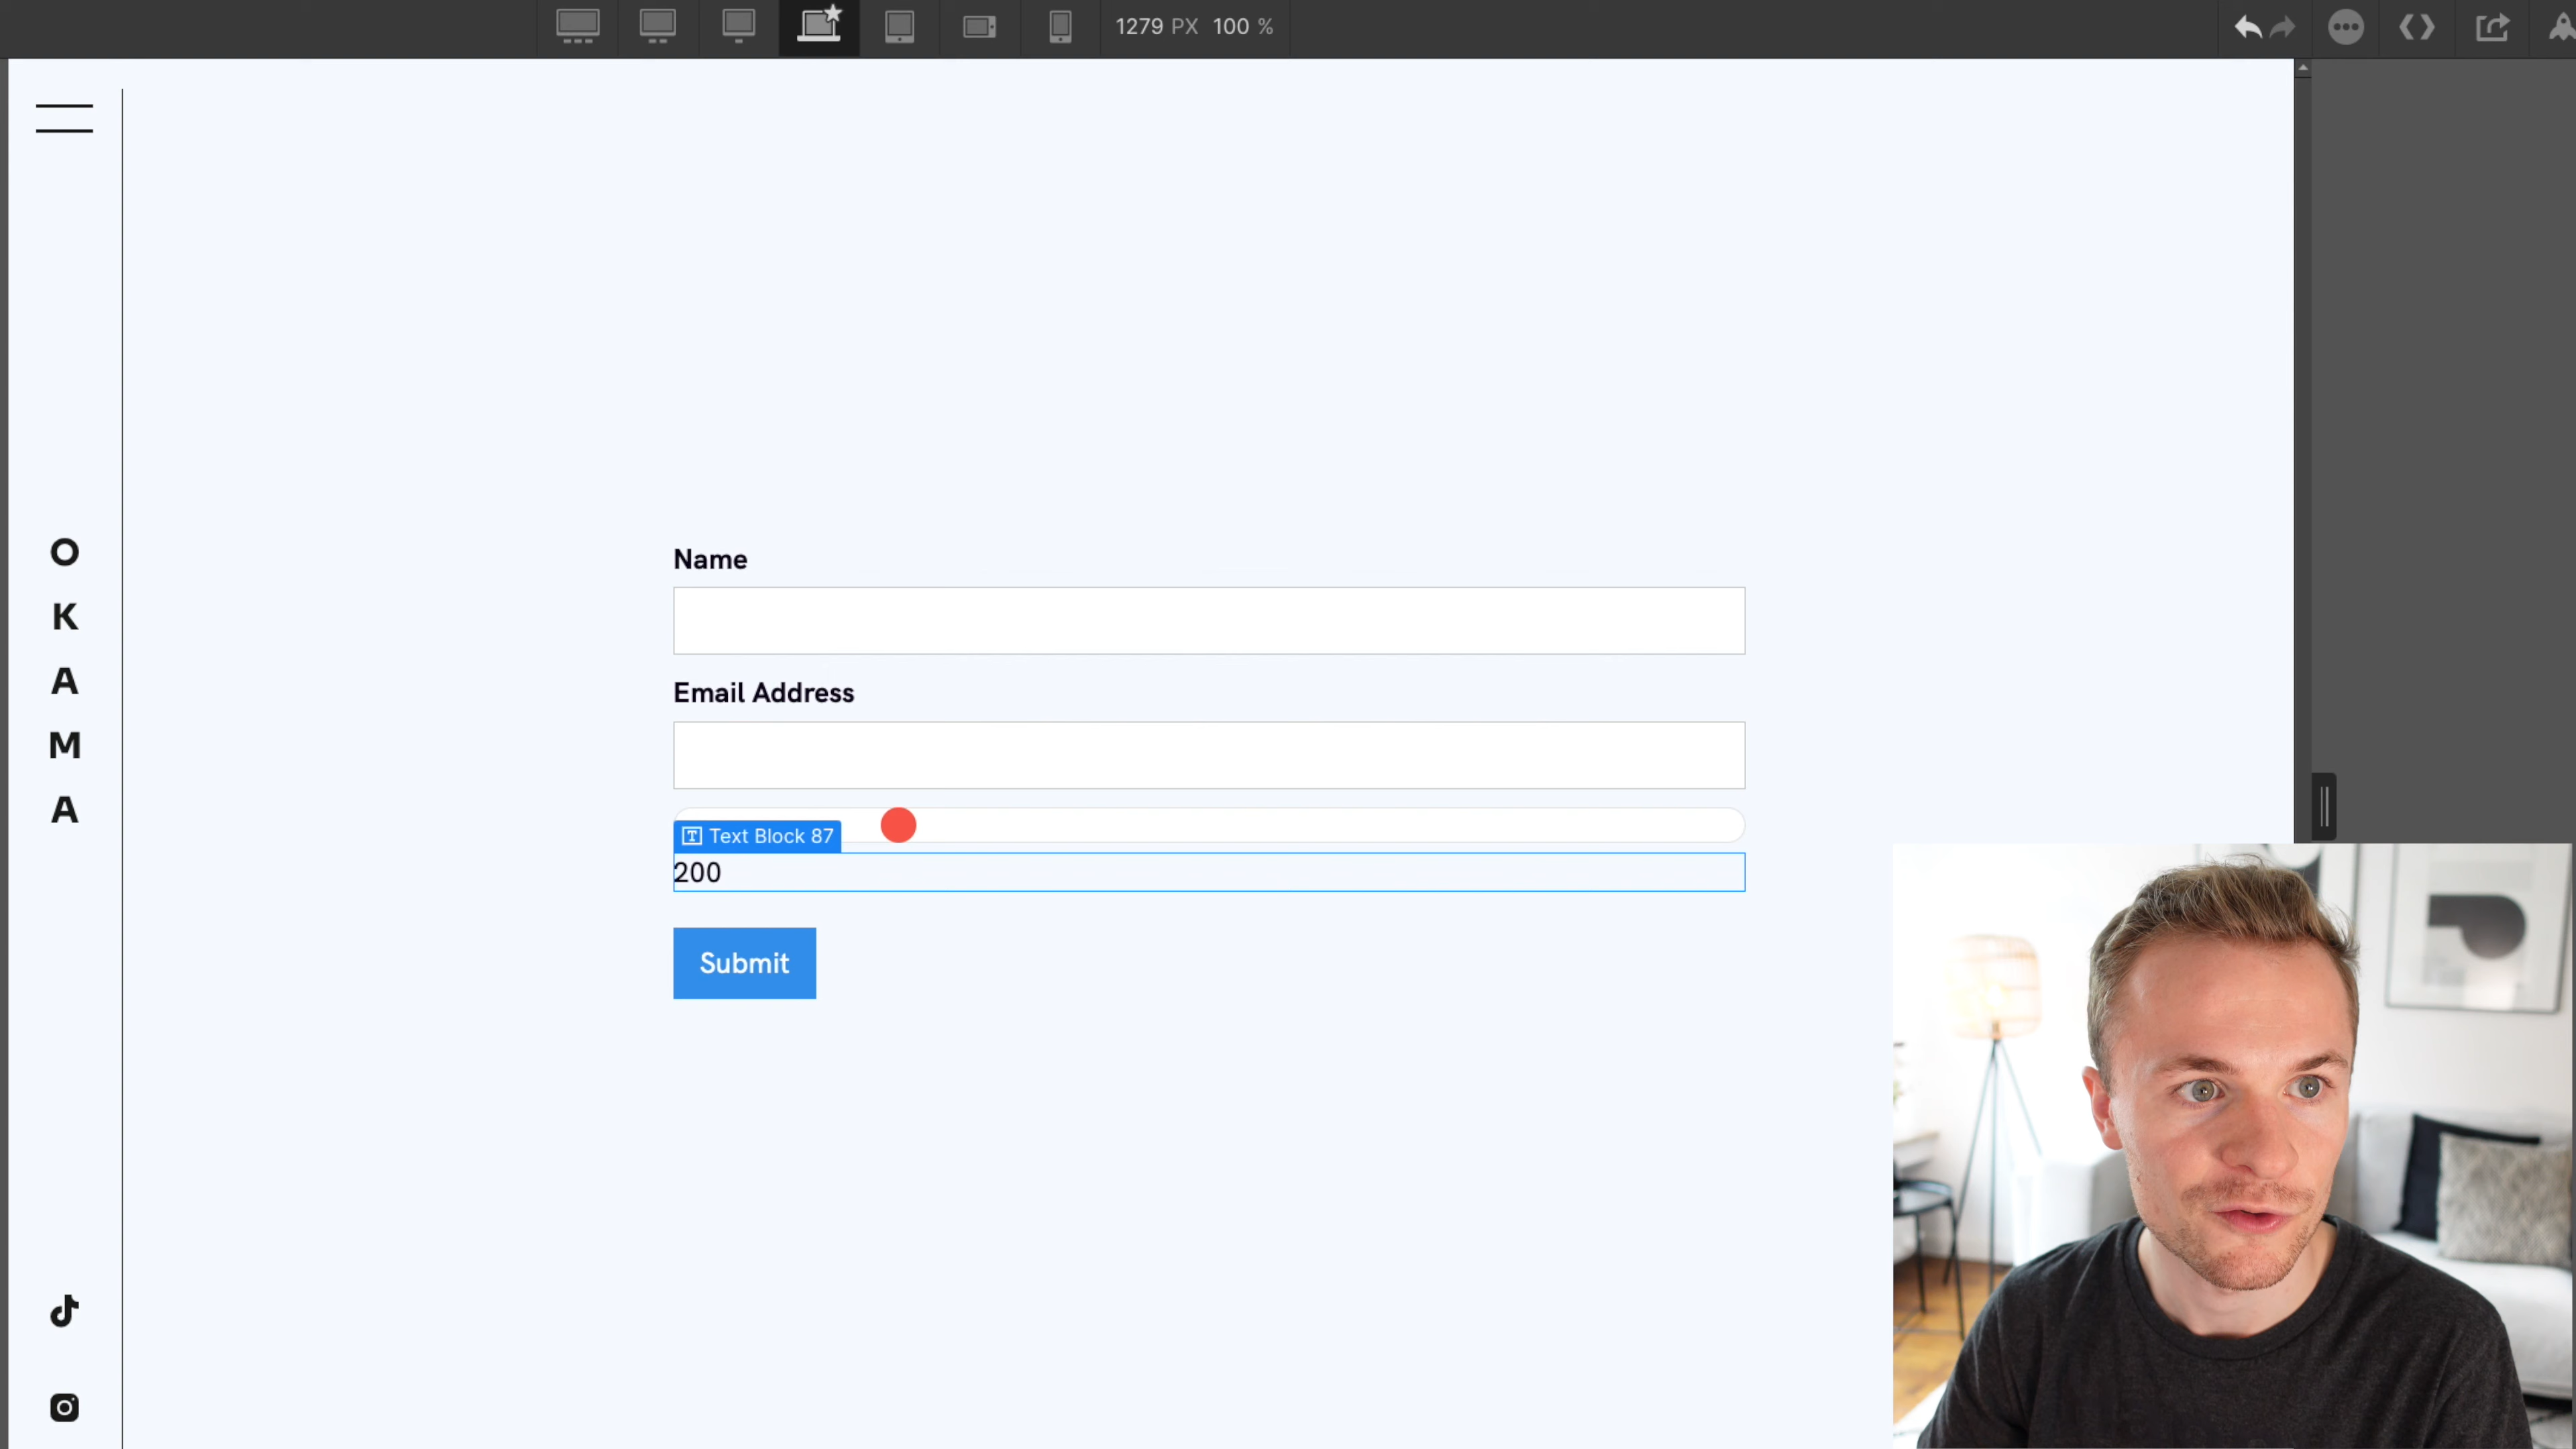 1279 PX 100 %
O
K
A
M
A
Name
Email Address
Text Block 87
200
Submit